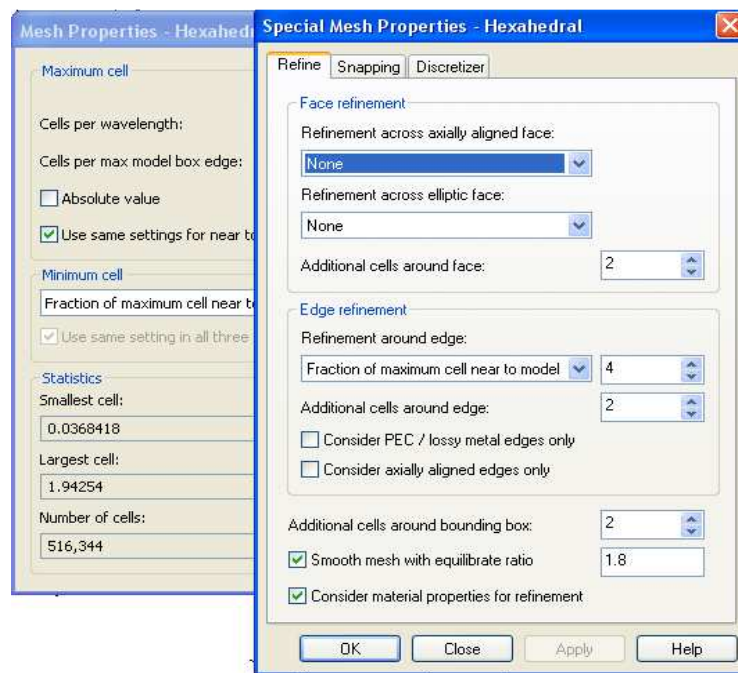 Mesh Properties - Hexahedr
Maximum cell
Cells per wavelength:
Cells per max model box edge:
Absolute value
Use same settings for near to
Minimum cell
Fraction of maximum cell near to
Use same setting in all three
Statistics
Smallest cell:
0.0368418
Largest cell:
1.94254
Number of cells:
516,344
Special Mesh Properties - Hexahedral
Refine
Snapping
Discretizer
Face refinement
Refinement across axially aligned face:
None
Refinement across elliptic face:
None
Additional cells around face:
2
Edge refinement
Refinement around edge:
Fraction of maximum cell near to model
4
Additional cells around edge:
2
Consider PEC / lossy metal edges only
Consider axially aligned edges only
Additional cells around bounding box:
2
Smooth mesh with equilibrate ratio
1.8
Consider material properties for refinement
OK
Close
Apply
Help